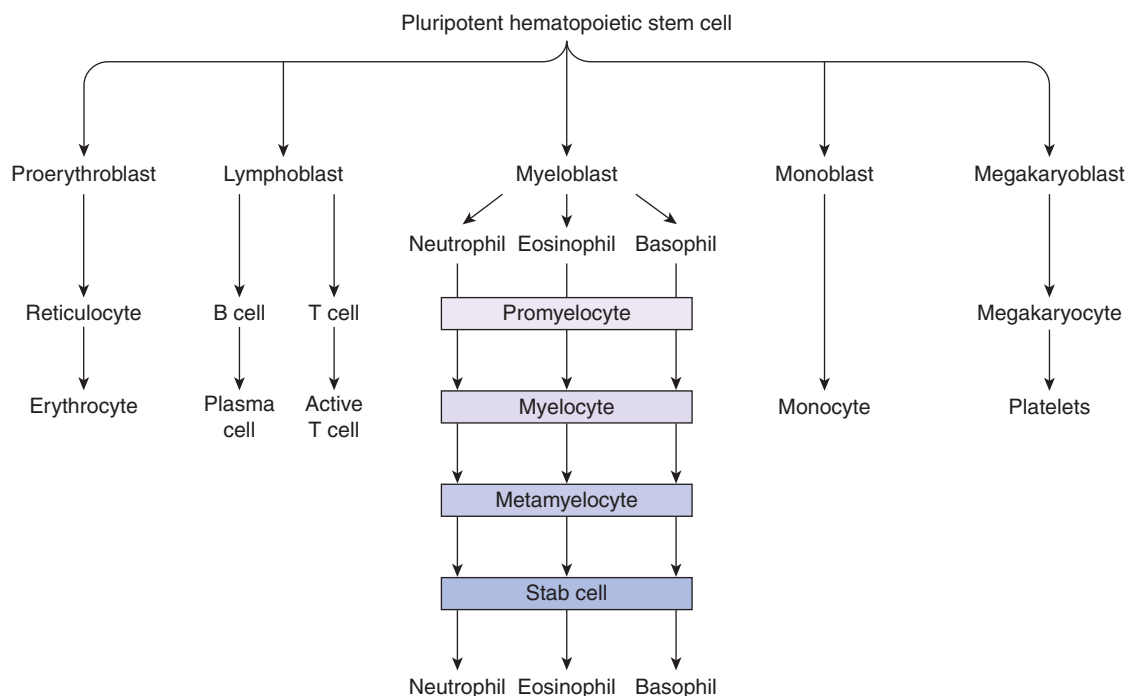 Pluripotent hematopoietic stem cell
Proerythroblast
Lymphoblast
Myeloblast
Monoblast
Megakaryoblast
Neutrophil
Eosinophil
Basophil
Reticulocyte
B cell
T cell
Promyelocyte
Megakaryocyte
Erythrocyte
Plasma
cell
Active
T cell
Myelocyte
Monocyte
Platelets
Metamyelocyte
Stab cell
Neutrophil
Eosinophil
Basophil